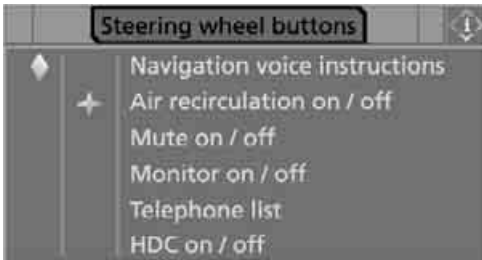 Steering wheel buttons
Navigation voice instructions
Air recirculation on / off
Mute on / off
Monitor on / off
Telephone list
HDC on / off